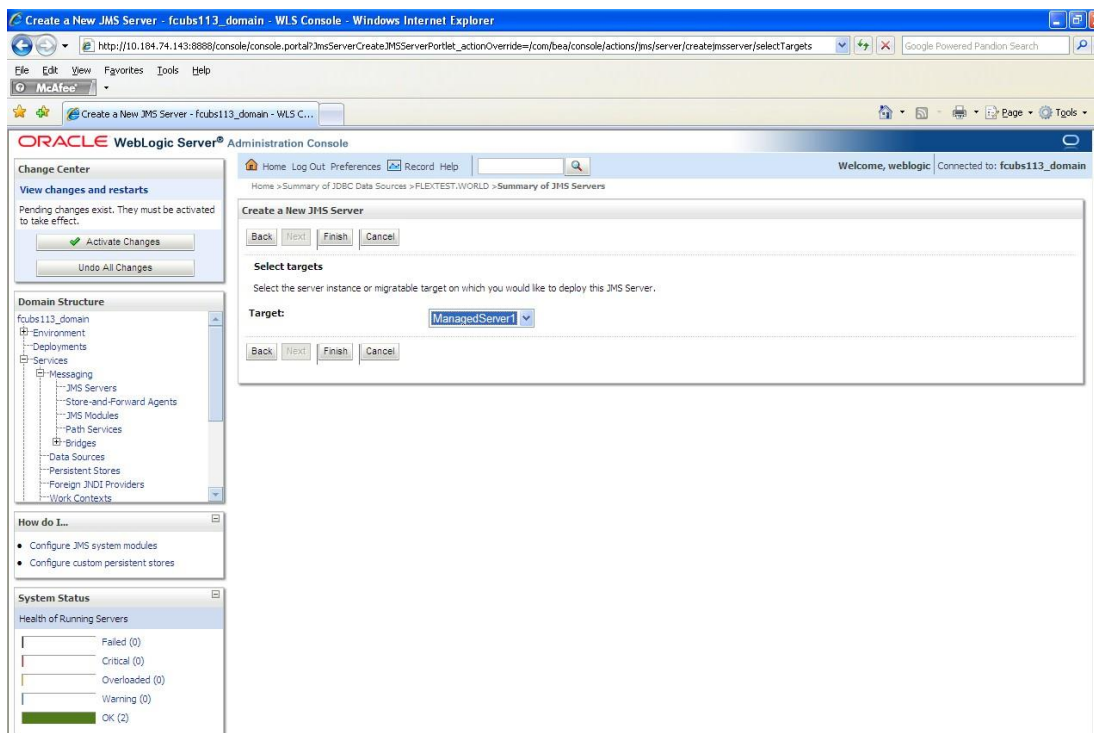 Create a New JMS Server - fcubs113_domain - WLS Console - Windows Internet Explorer
http://10.184.74.143:8888/console/console.portal?JmsServerCreateJMSServerPortlet_actionOverride=/com/bea/console/actions/jms/server/createjmsserver/selectTargets
Google Powered Pandion Search
File Edit View Favorites Tools Help
McAfee
Create a New JMS Server - fcubs113_domain - WLS C...
Page Tools
ORACLE WebLogic Server® Administration Console
Change Center
View changes and restarts
Pending changes exist. They must be activated
to take effect.
Activate Changes
Undo All Changes
Domain Structure
fcubs113_domain
Environment
Deployments
Services
Messaging
JMS Servers
Store-and-Forward Agents
JMS Modules
Path Services
Bridges
Data Sources
Persistent Stores
Foreign JNDI Providers
Work Contexts
How do I...
Configure JMS system modules
Configure custom persistent stores
System Status
Health of Running Servers
Failed (0)
Critical (0)
Overloaded (0)
Warning (0)
OK (2)
Home Log Out Preferences Record Help
Welcome, weblogic Connected to: fcubs113_domain
Home >Summary of JDBC Data Sources >FLEXTEST.WORLD >Summary of JMS Servers
Create a New JMS Server
Back Next Finish Cancel
Select targets
Select the server instance or migratable target on which you would like to deploy this JMS Server.
Target: ManagedServer1
Back Next Finish Cancel